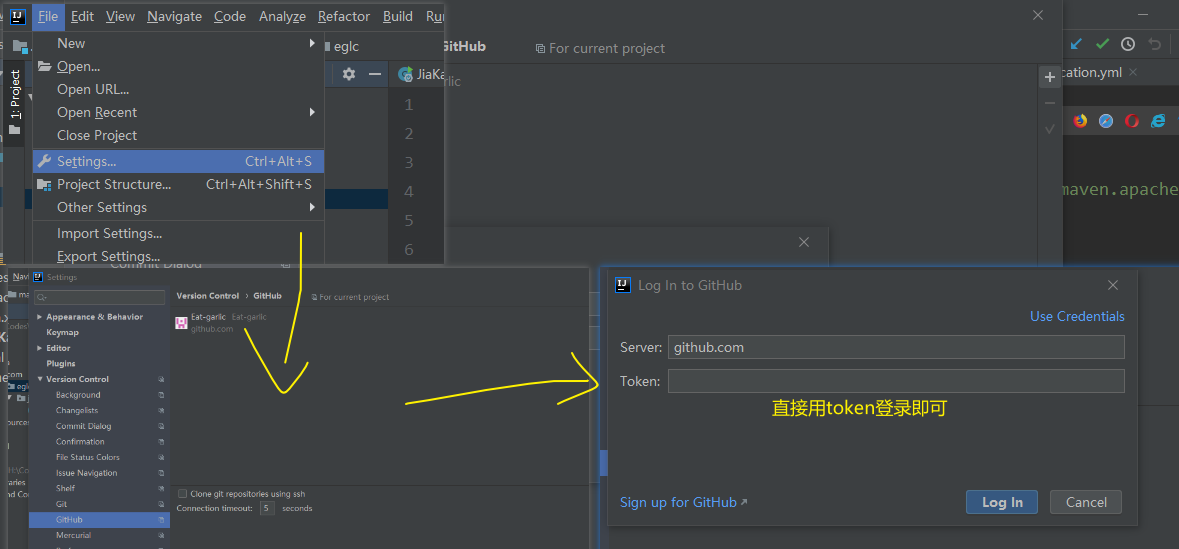 File Edit View Navigate Code Analyze Refactor Build
New
Open...
Open URL...
Open Recent
Close Project
Settings... Ctrl+Alt+S
Project Structure... Ctrl+Alt+Shift+S
Other Settings
Import Settings...
Export Settings...
1: Project
eglc
GitHub
For current project
1
2
3
4
5
6
cation.yml
maven.apache
Commit Dialog
Settings
Version Control › GitHub For current project
Appearance & Behavior
Keymap
Editor
Plugins
Version Control
Background
Changelists
Commit Dialog
Confirmation
File Status Colors
Issue Navigation
Shelf
Git
GitHub
Mercurial
Eat-garlic Eat-garlic
github.com
Clone git repositories using ssh
Connection timeout: 5 seconds
Log In to GitHub
Use Credentials
Server: github.com
Token:
直接用token登录即可
Sign up for GitHub
Log In
Cancel